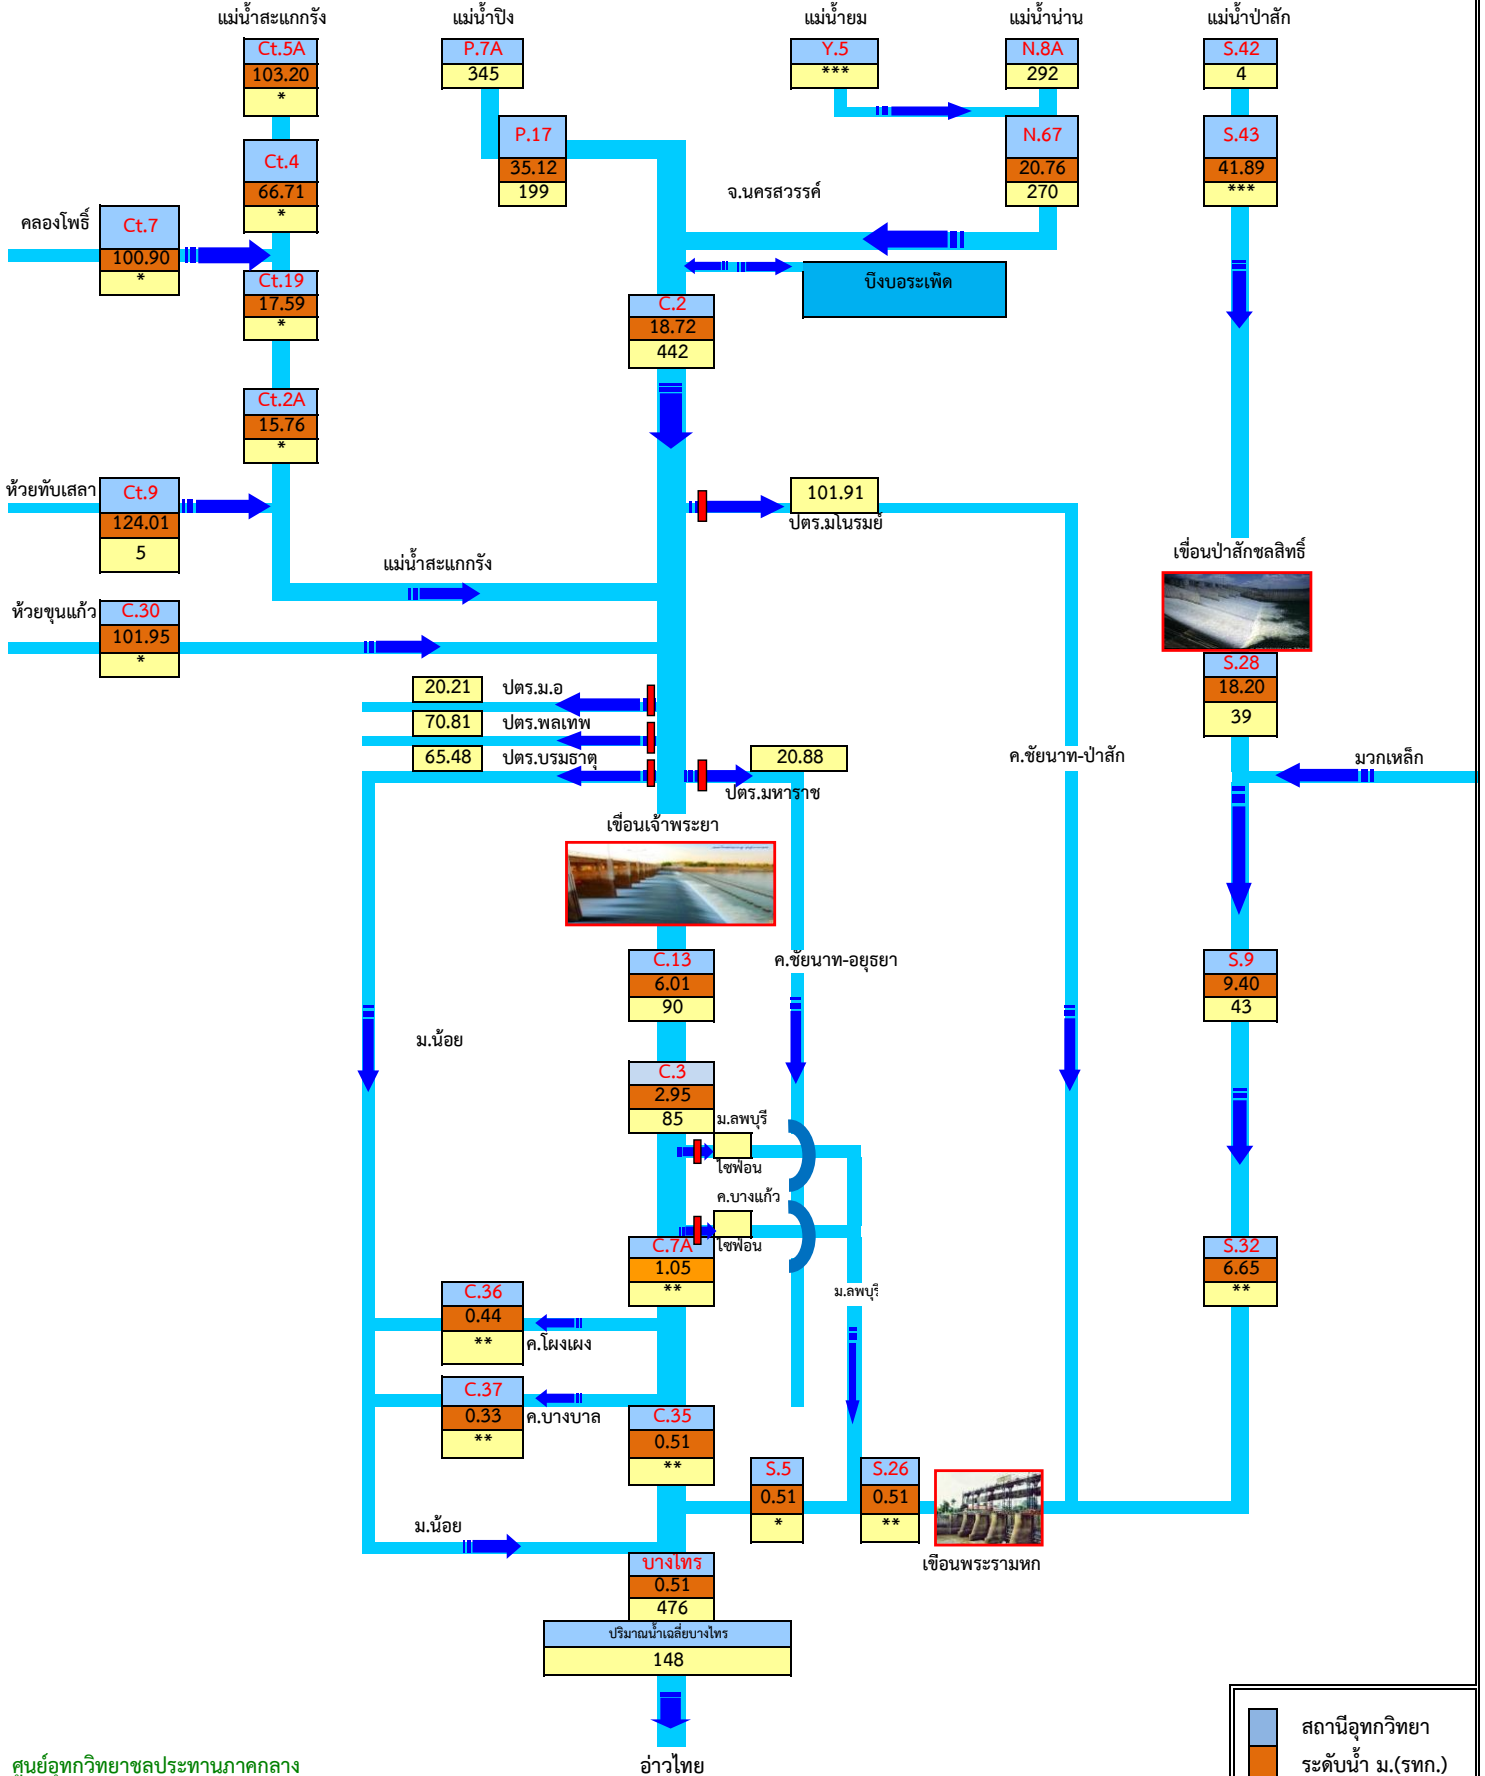 แม่น้ำสะแกกรัง
แม่น้ำปิง
แม่น้ำยม
แม่น้ำน่าน
แม่น้ำป่าสัก
Ct.5A
103.20
*
P.7A
345
Y.5
***
N.8A
292
S.42
4
Ct.4
66.71
*
P.17
35.12
199
N.67
20.76
270
S.43
41.89
***
จ.นครสวรรค์
คลองโพธิ์
Ct.7
100.90
*
Ct.19
17.59
*
บึงบอระเพ็ด
C.2
18.72
442
Ct.2A
15.76
*
ห้วยทับเสลา
Ct.9
124.01
5
101.91
ปตร.มโนรมย์
แม่น้ำสะแกกรัง
เขื่อนป่าสักชลสิทธิ์
ห้วยขุนแก้ว
C.30
101.95
*
S.28
18.20
39
20.21
ปตร.ม.อ
70.81
ปตร.พลเทพ
65.48
ปตร.บรมธาตุ
20.88
ปตร.มหาราช
ค.ชัยนาท-ป่าสัก
มวกเหล็ก
เขื่อนเจ้าพระยา
C.13
6.01
90
ค.ชัยนาท-อยุธยา
S.9
9.40
43
ม.น้อย
C.3
2.95
85
ม.ลพบุรี
ไซฟอน
ค.บางแก้ว
ไซฟอน
C.7A
1.05
**
S.32
6.65
**
ม.ลพบุรี
C.36
0.44
**
ค.โผงเผง
C.37
0.33
**
ค.บางบาล
C.35
0.51
**
S.5
0.51
*
S.26
0.51
**
ม.น้อย
เขือนพระรามหก
บางไทร
0.51
476
ปริมาณน้ำเฉลี่ยบางไทร
148
สถานีอุทกวิทยา
ระดับน้ำ ม.(รทก.)
ศูนย์อุทกวิทยาชลประทานภาคกลาง
อ่าวไทย